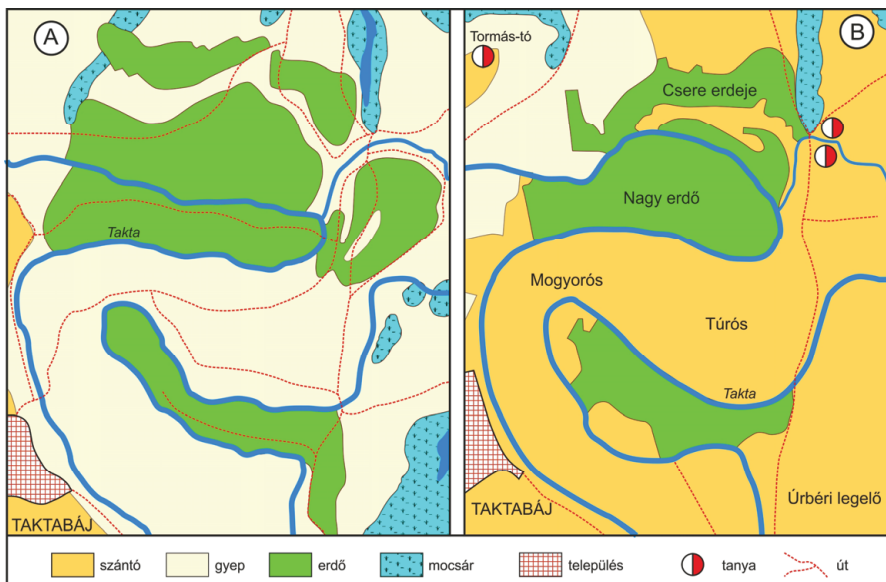 A
Takta
TAKTABÁJ
B
Tormás-tó
Csere erdeje
Nagy erdő
Mogyorós
Túrós
Takta
Úrbéri legelő
TAKTABÁJ
szántó
gyep
erdő
mocsár
település
tanya
út